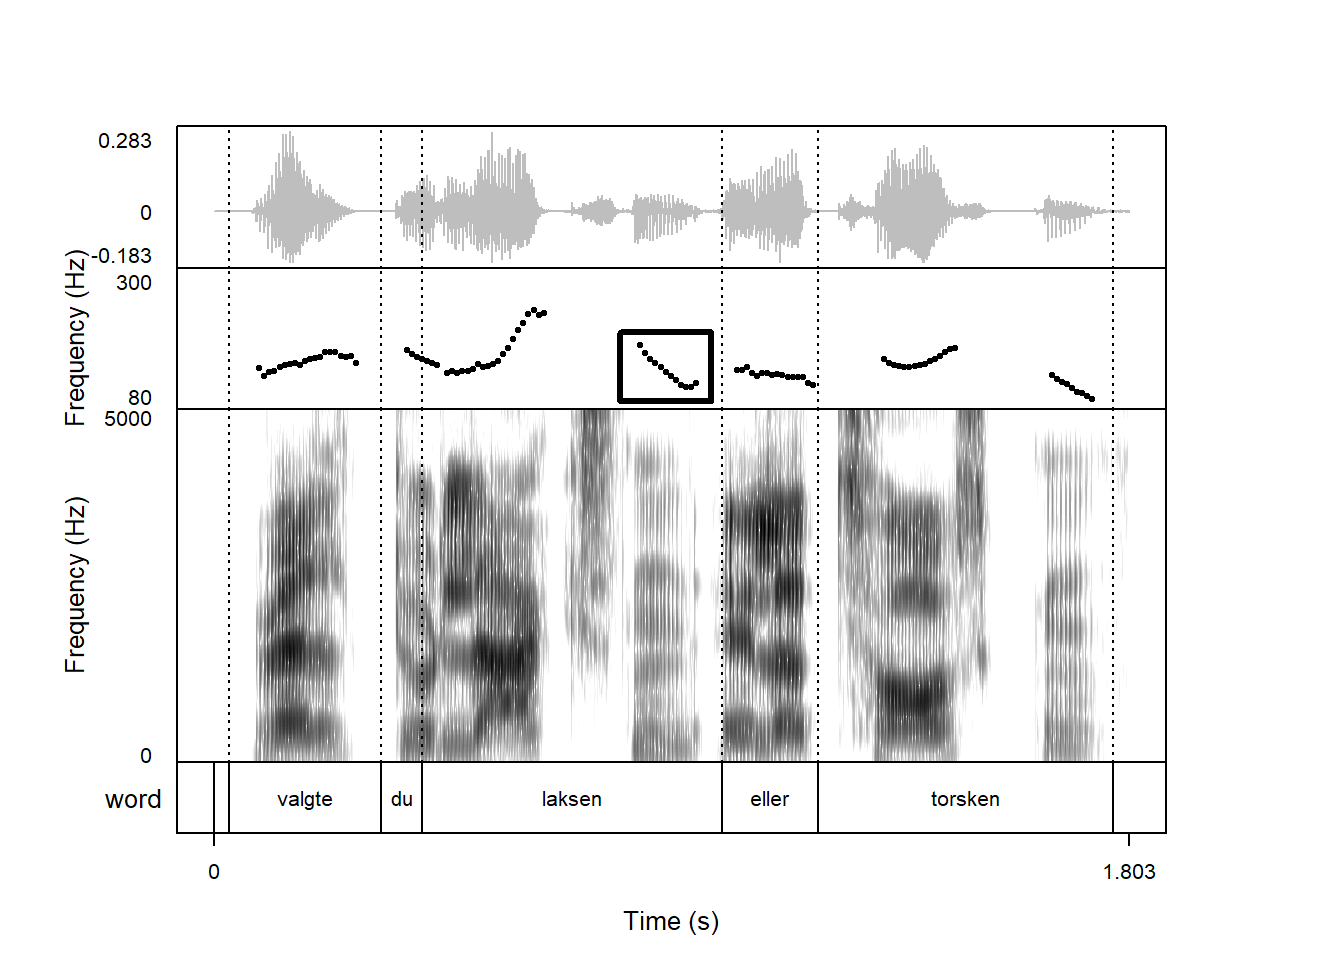 0.283
0
-0.183
Frequency (Hz)
300
80
5000
Frequency (Hz)
0
word valgte du laksen eller torsken
0 1.803
Time (s)